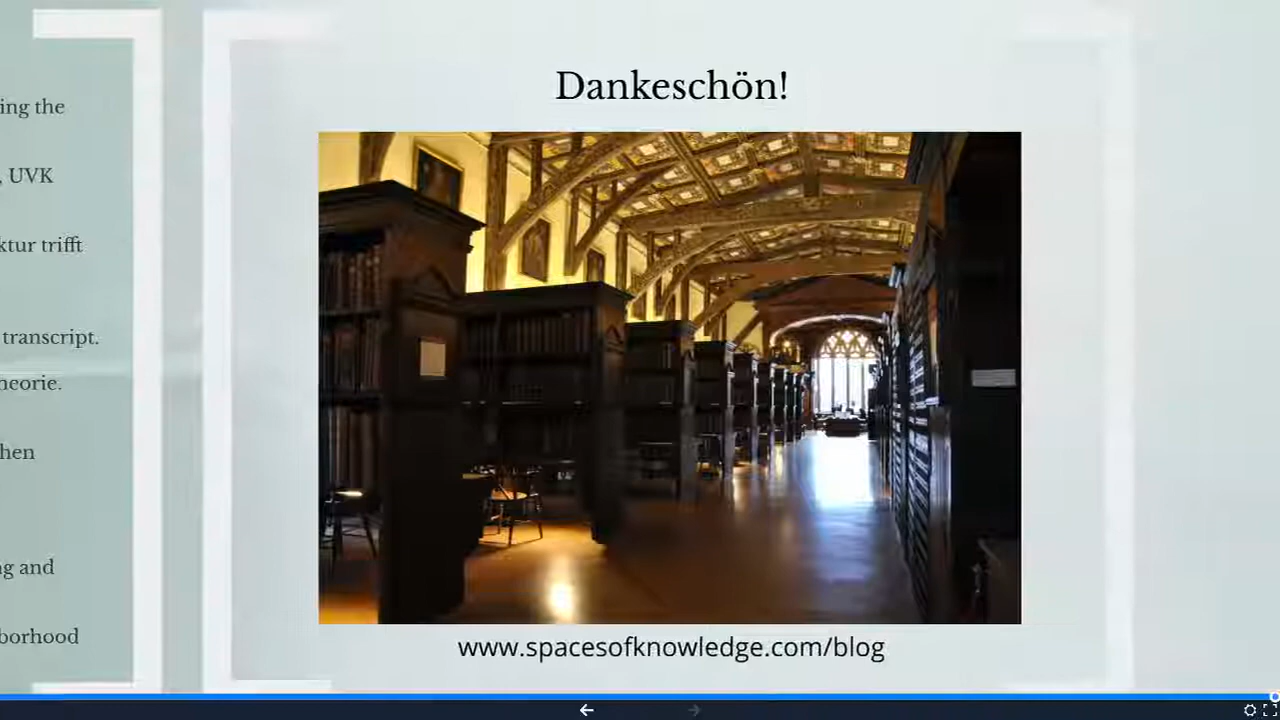 ing the
, UVK
ktur trifft
transcript.
heorie.
hen
g and
borhood
Dankeschön!
www.spacesofknowledge.com/blog